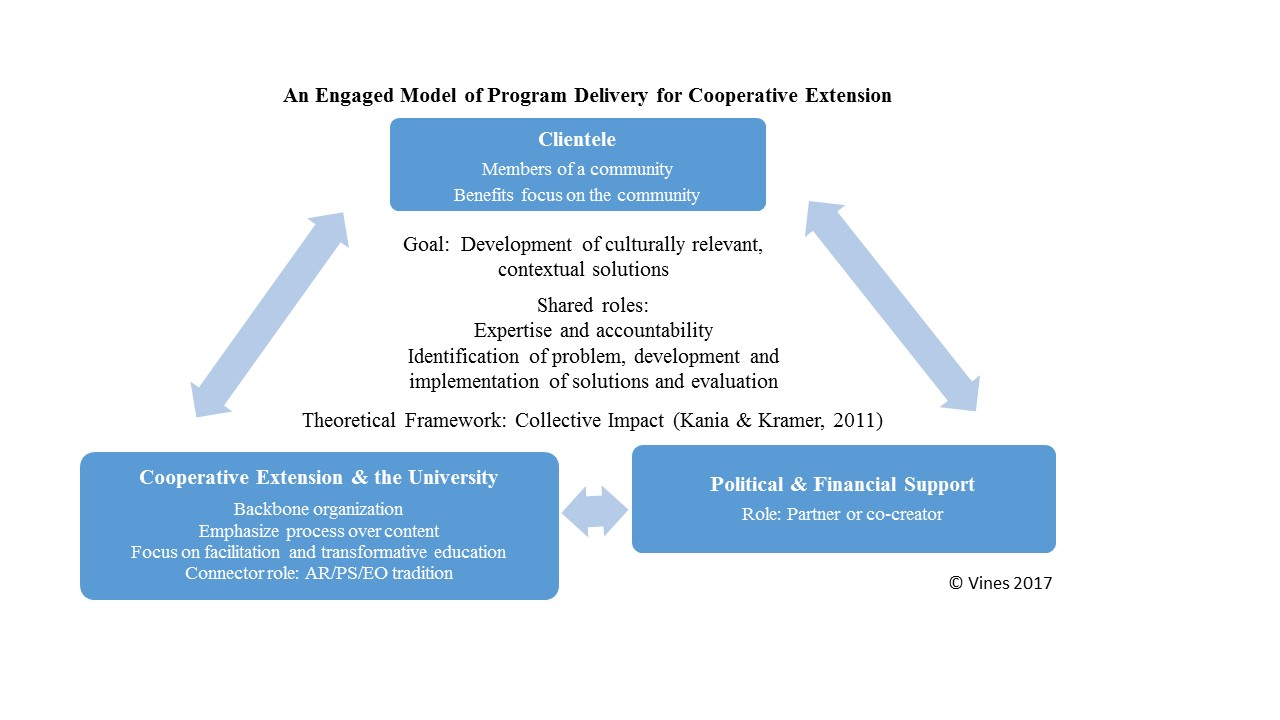 An Engaged Model of Program Delivery for Cooperative Extension
Clientele
Members of a community
Benefits focus on the community
Goal: Development of culturally relevant,
contextual solutions
Shared roles:
Expertise and accountability
Identification of problem, development and
implementation of solutions and evaluation
Theoretical Framework: Collective Impact (Kania & Kramer, 2011)
Cooperative Extension & the University
Backbone organization
Emphasize process over content
Focus on facilitation and transformative education
Connector role: AR/PS/EO tradition
Political & Financial Support
Role: Partner or co-creator
© Vines 2017